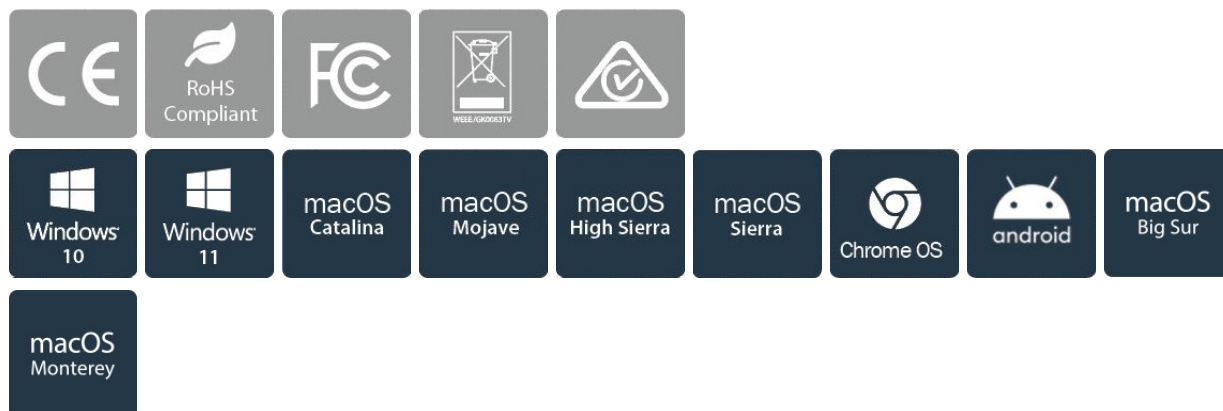 CE
RoHS
Compliant
FC
WEEE/GK0063TV
Windows
10
Windows
11
macOS
Catalina
macOS
Mojave
macOS
High Sierra
macOS
Sierra
Chrome OS
android
macOS
Big Sur
macOS
Monterey